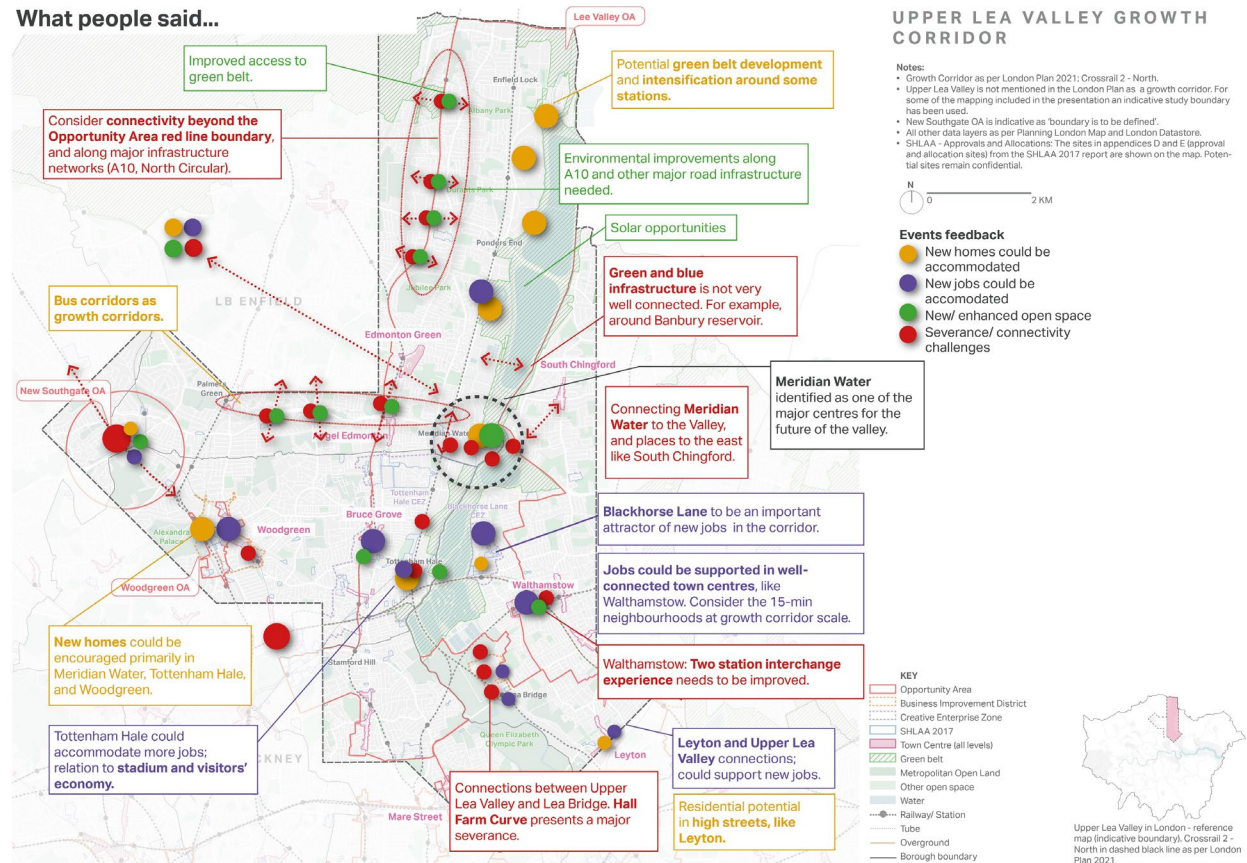 What people said...
UPPER LEA VALLEY GROWTH
CORRIDOR
Notes:
• Growth Corridor as per London Plan 2021; Crossrail 2 - North.
• Upper Lea Valley is not mentioned in the London Plan as a growth corridor. For
some of the mapping included in the presentation an indicative study boundary
has been used.
• New Southgate OA is indicative as 'boundary is to be defined'.
• All other data layers as per Planning London Map and London Datastore.
• SHLAA - Approvals and Allocations: The sites in appendices D and E (approval
and allocation sites) from the SHLAA 2017 report are shown on the map. Poten-
tial sites remain confidential.
N
0
2 KM
Events feedback
New homes could be
accommodated
New jobs could be
accomodated
New/ enhanced open space
Severance/ connectivity
challenges
Lee Valley OA
Improved access to
green belt.
Enfield Lock
Potential green belt development
and intensification around some
stations.
Albany Park
Consider connectivity beyond the
Opportunity Area red line boundary,
and along major infrastructure
networks (A10, North Circular).
Environmental improvements along
A10 and other major road infrastructure
needed.
Durants Park
Solar opportunities
Ponders End
Green and blue
infrastructure is not very
well connected. For example,
around Banbury reservoir.
Jubilee Park
Bus corridors as
growth corridors.
LB ENFIELD
Edmonton Green
South Chingford
New Southgate OA
Palmers
Green
Meridian Water
identified as one of the
major centres for the
future of the valley.
Angel Edmonton
Meridian Water
Connecting Meridian
Water to the Valley,
and places to the east
like South Chingford.
Tottenham
Hale CEZ
Blackhorse Lane
CEZ
Bruce Grove
Blackhorse Lane to be an important
attractor of new jobs in the corridor.
Alexandra
Palace
Woodgreen
Tottenham Hale
Woodgreen OA
Walthamstow
Jobs could be supported in well-
connected town centres, like
Walthamstow. Consider the 15-min
neighbourhoods at growth corridor scale.
New homes could be
encouraged primarily in
Meridian Water, Tottenham Hale,
and Woodgreen.
Stamford Hill
Walthamstow: Two station interchange
experience needs to be improved.
Bridge
Tottenham Hale could
accommodate more jobs;
relation to stadium and visitors'
economy.
Queen Elizabeth
Olympic Park
Leyton
Leyton and Upper Lea
Valley connections;
could support new jobs.
CKNEY
Connections between Upper
Lea Valley and Lea Bridge. Hall
Farm Curve presents a major
severance.
Mare Street
Residential potential
in high streets, like
Leyton.
KEY
Opportunity Area
Business Improvement District
Creative Enterprise Zone
SHLAA 2017
Town Centre (all levels)
Green belt
Metropolitan Open Land
Other open space
Water
Railway/ Station
Tube
Overground
Borough boundary
Upper Lea Valley in London - reference
map (indicative boundary). Crossrail 2 -
North in dashed black line as per London
Plan 2021